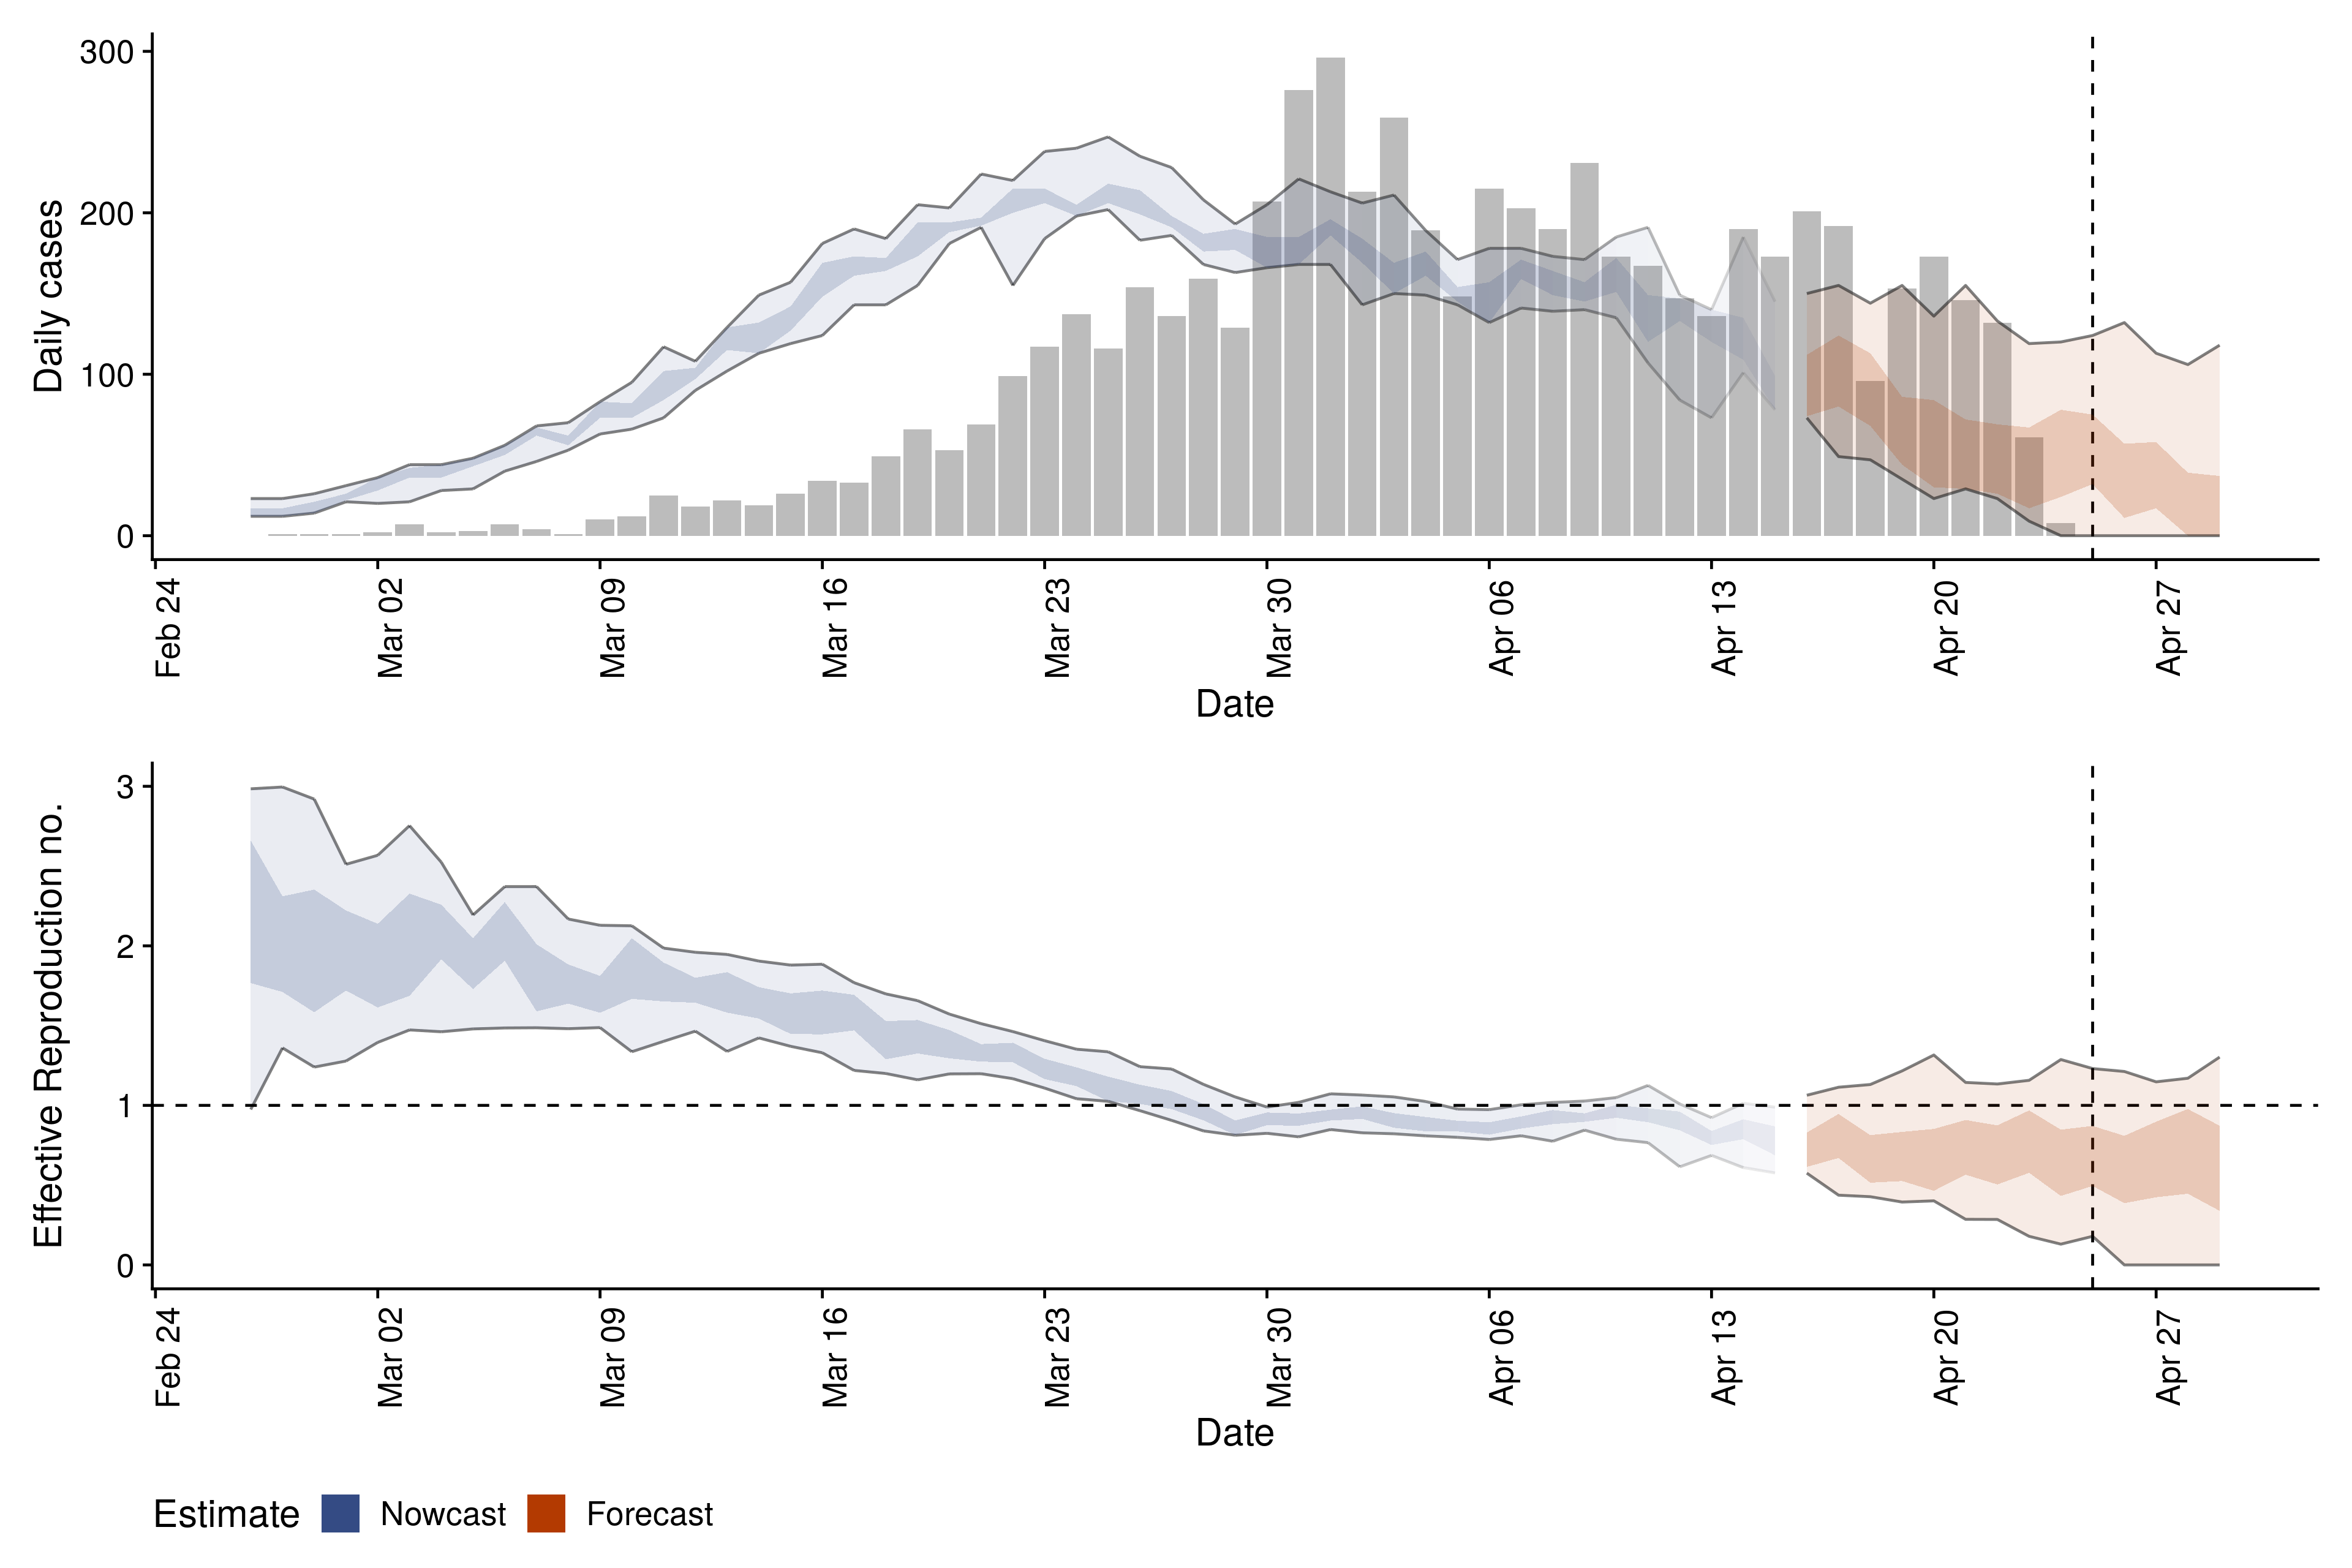 300
200
100
0
Daily cases
Feb 24
Mar 02
Mar 09
Mar 16
Mar 23
Mar 30
Apr 06
Apr 13
Apr 20
Apr 27
Date
3
2
1
0
Effective Reproduction no.
Feb 24
Mar 02
Mar 09
Mar 16
Mar 23
Mar 30
Apr 06
Apr 13
Apr 20
Apr 27
Date
Estimate Nowcast Forecast